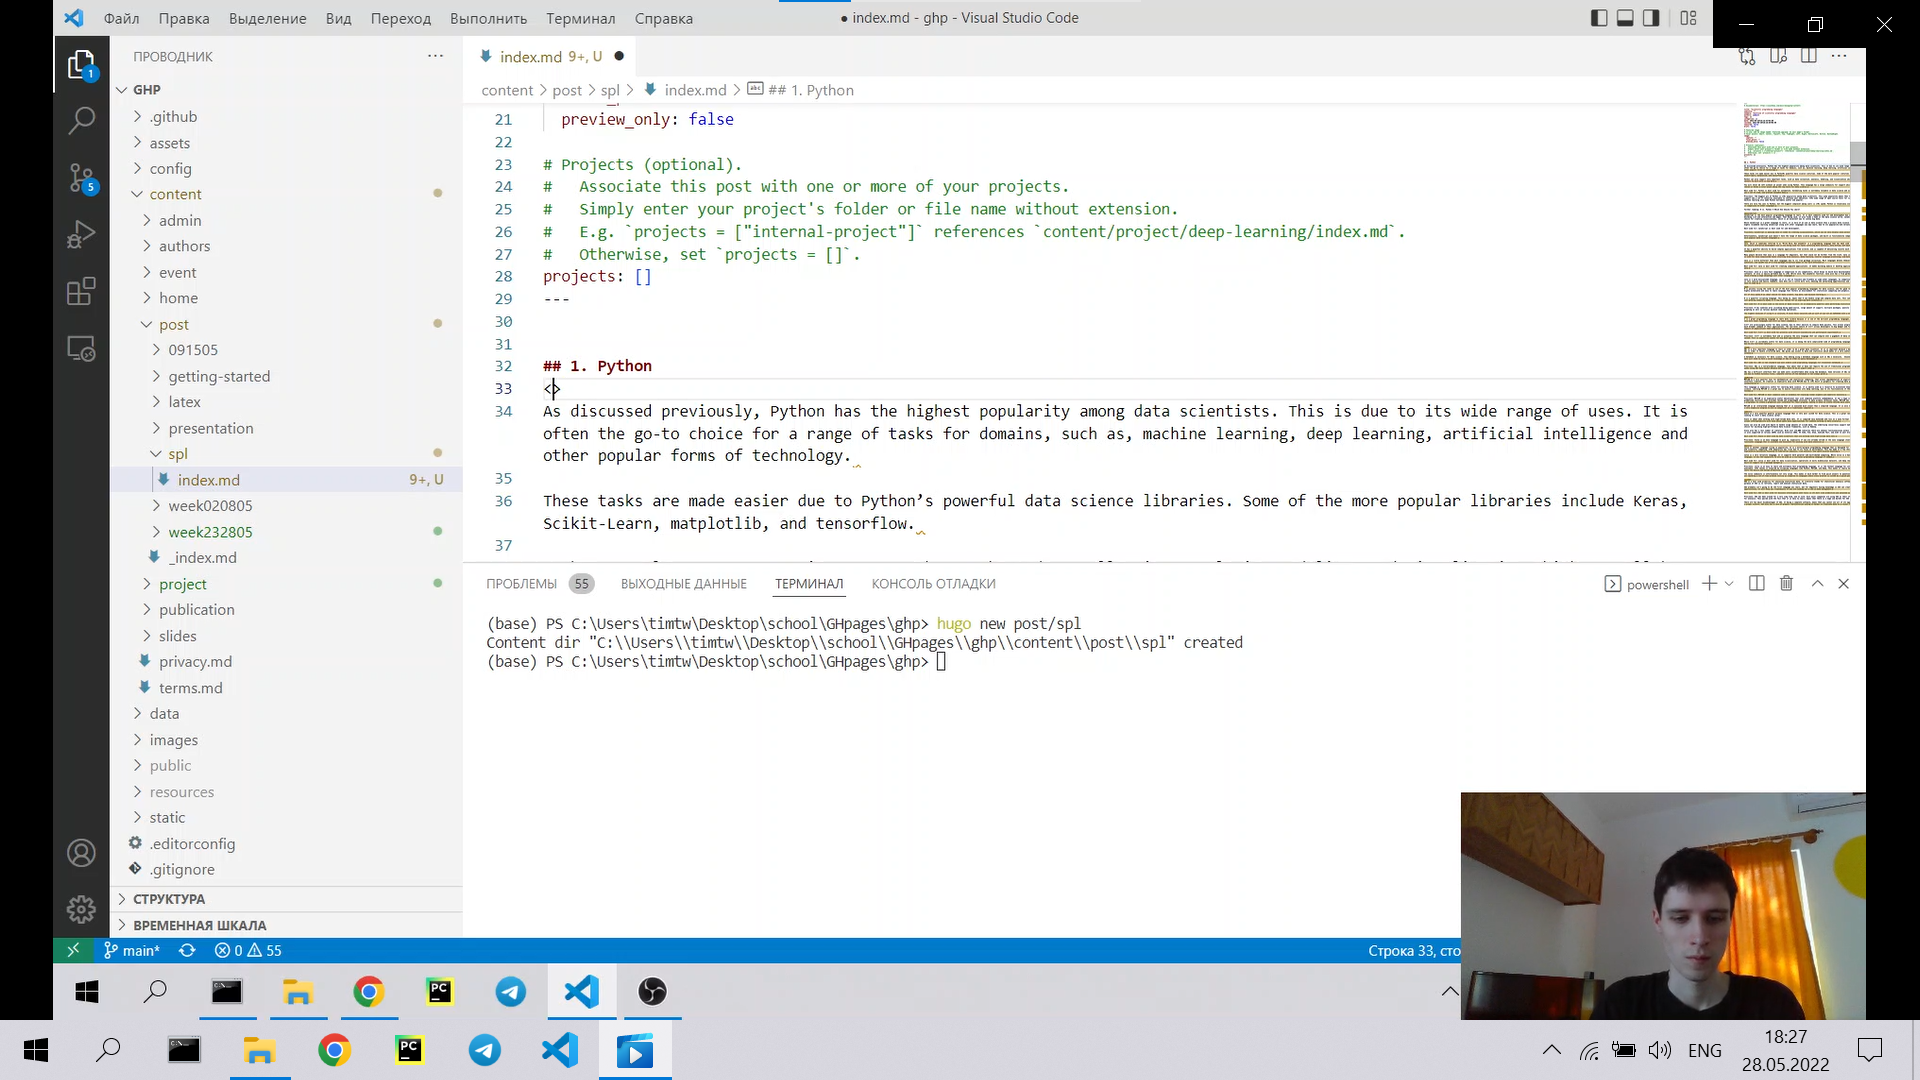 Файл Правка Выделение Вид Переход Выполнить Терминал Справка
● index.md - ghp - Visual Studio Code
ПРОВОДНИК
GHP
.github
assets
config
content
admin
authors
event
home
post
091505
getting-started
latex
presentation
spl
index.md 9+, U
week020805
week232805
_index.md
project
publication
slides
privacy.md
terms.md
data
images
public
resources
static
.editorconfig
.gitignore
СТРУКТУРА
ВРЕМЕННАЯ ШКАЛА
1
5
index.md 9+, U
content > post > spl > index.md > ## 1. Python
21 preview_only: false
22
23 # Projects (optional).
24 #   Associate this post with one or more of your projects.
25 #   Simply enter your project's folder or file name without extension.
26 #   E.g. `projects = ["internal-project"]` references `content/project/deep-learning/index.md`.
27 #   Otherwise, set `projects = []`.
28 projects: []
29 ---
30
31
32 ## 1. Python
33 <>
34 As discussed previously, Python has the highest popularity among data scientists. This is due to its wide range of uses. It is
often the go-to choice for a range of tasks for domains, such as, machine learning, deep learning, artificial intelligence and
other popular forms of technology.
35
36 These tasks are made easier due to Python’s powerful data science libraries. Some of the more popular libraries include Keras,
Scikit-Learn, matplotlib, and tensorflow.
37
ПРОБЛЕМЫ 55 ВЫХОДНЫЕ ДАННЫЕ ТЕРМИНАЛ КОНСОЛЬ ОТЛАДКИ
powershell
(base) PS C:\Users\timtw\Desktop\school\GHpages\ghp> hugo new post/spl
Content dir "C:\\Users\\timtw\\Desktop\\school\\GHpages\\ghp\\content\\post\\spl" created
(base) PS C:\Users\timtw\Desktop\school\GHpages\ghp>
main* 0 55
Строка 33, сто
PC
PC
ENG
18:27
28.05.2022